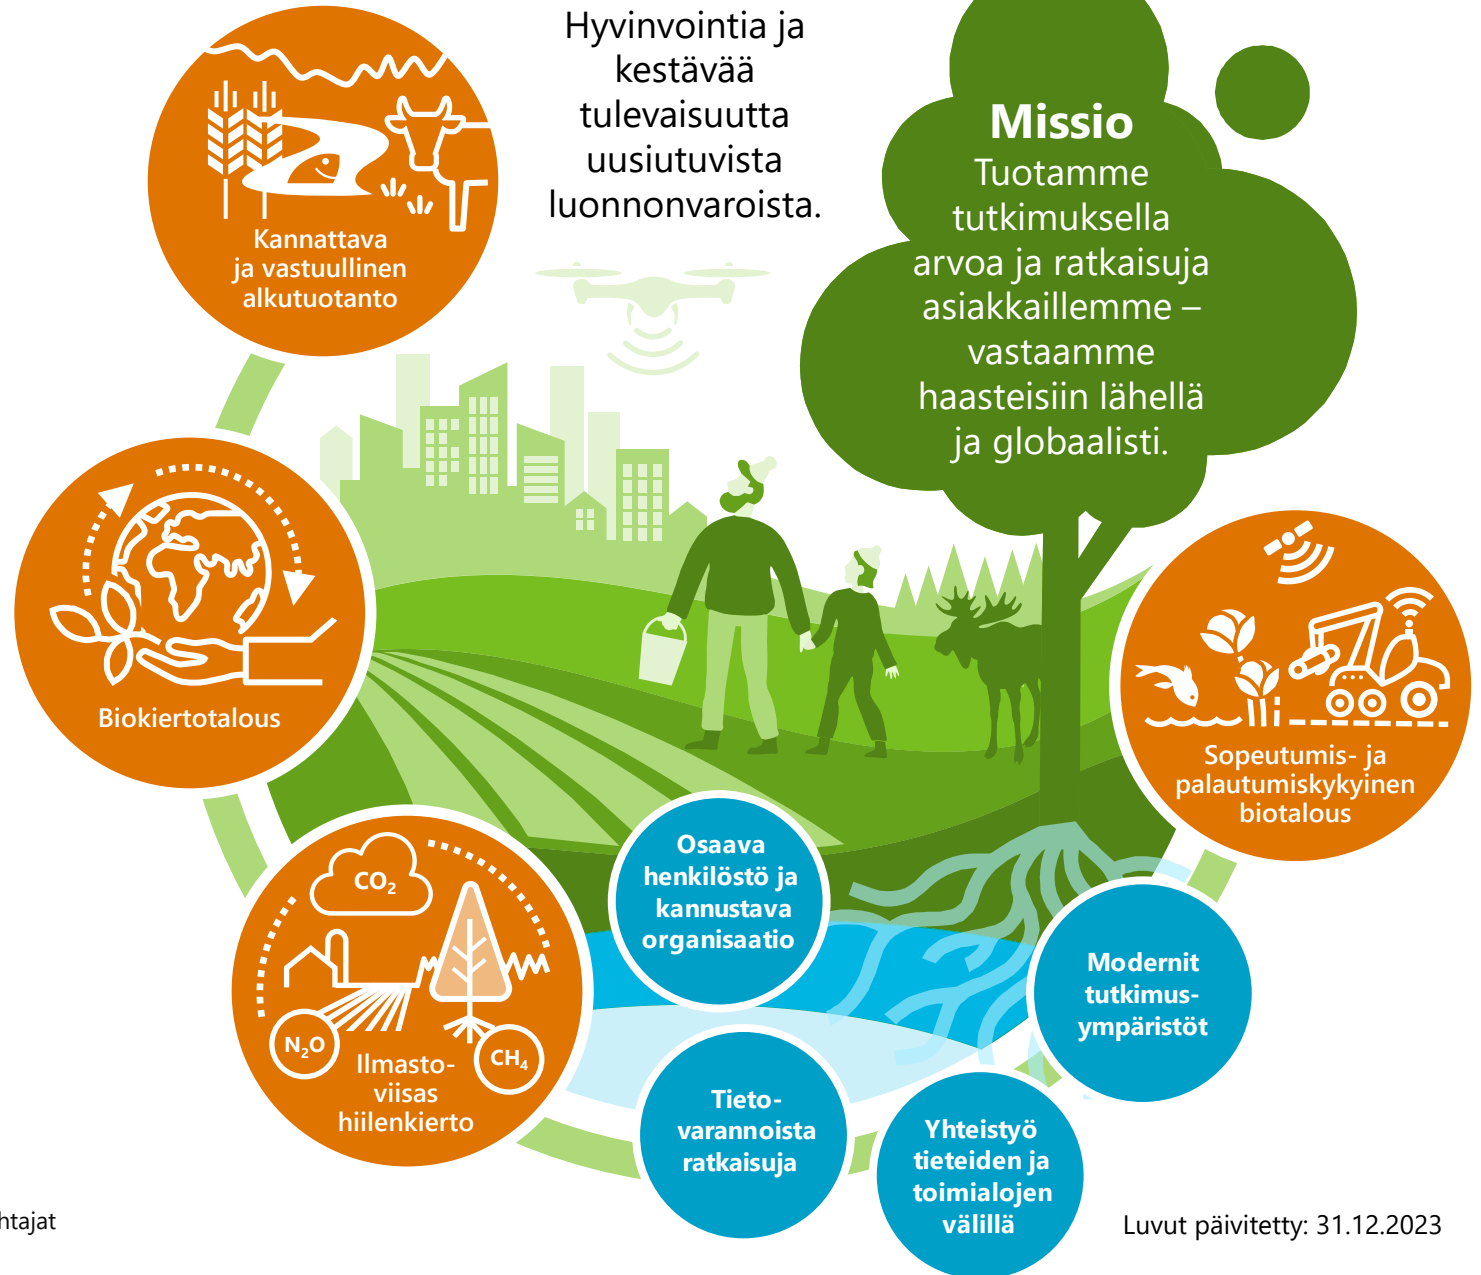 Hyvinvointia ja
kestävää
tulevaisuutta
uusiutuvista
luonnonvaroista.
Missio
Tuotamme
tutkimuksella
arvoa ja ratkaisuja
asiakkaillemme –
vastaamme
haasteisiin lähellä
ja globaalisti.
Kannattava
ja vastuullinen
alkutuotanto
Biokiertotalous
Sopeutumis- ja
palautumiskykyinen
biotalous
CO₂
N₂O
CH₄
Ilmasto-
viisas
hiilenkierto
Osaava
henkilöstö ja
kannustava
organisaatio
Modernit
tutkimus-
ympäristöt
Tieto-
varannoista
ratkaisuja
Yhteistyö
tieteiden ja
toimialojen
välillä
htajat
Luvut päivitetty: 31.12.2023